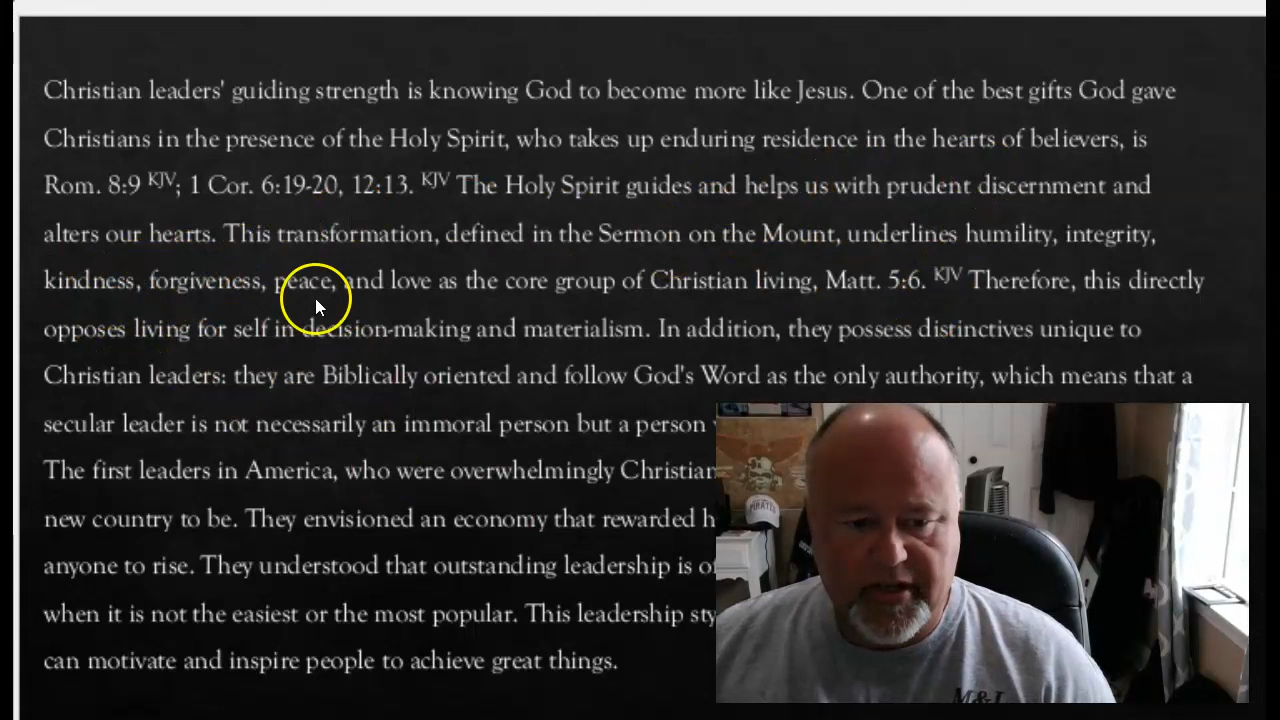 Christian leaders' guiding strength is knowing God to become more like Jesus. One of the best gifts God gave
Christians in the presence of the Holy Spirit, who takes up enduring residence in the hearts of believers, is
Rom. 8:9 KJV; 1 Cor. 6:19-20, 12:13. KJV The Holy Spirit guides and helps us with prudent discernment and
alters our hearts. This transformation, defined in the Sermon on the Mount, underlines humility, integrity,
kindness, forgiveness, peace, and love as the core group of Christian living, Matt. 5:6. KJV Therefore, this directly
opposes living for self in decision-making and materialism. In addition, they possess distinctives unique to
Christian leaders: they are Biblically oriented and follow God's Word as the only authority, which means that a
secular leader is not necessarily an immoral person but a person
The first leaders in America, who were overwhelmingly Christian
new country to be. They envisioned an economy that rewarded
anyone to rise. They understood that outstanding leadership is
when it is not the easiest or the most popular. This leadership
can motivate and inspire people to achieve great things.
PIRATES
M&J